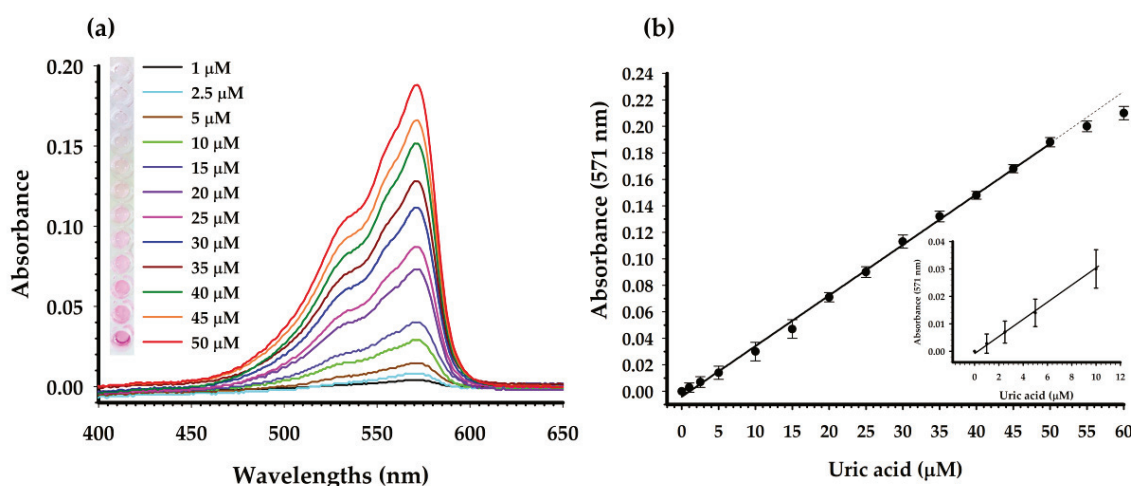 (a)
Absorbance
0.20
0.15
0.10
0.05
0.00
1 μM
2.5 μM
5 μM
10 μM
15 μM
20 μM
25 μM
30 μM
35 μM
40 μM
45 μM
50 μM
400 450 500 550 600 650
Wavelengths (nm)
(b)
Absorbance (571 nm)
0.24
0.22
0.20
0.18
0.16
0.14
0.12
0.10
0.08
0.06
0.04
0.02
0.00
0 5 10 15 20 25 30 35 40 45 50 55 60
Uric acid (μM)
Absorbance (571 nm)
0.04
0.03
0.02
0.01
0.00
0 2 4 6 8 10 12
Uric acid (μM)